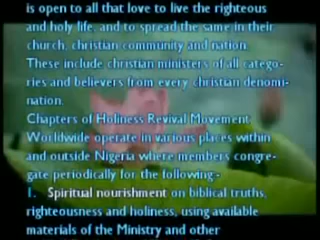 is open to all that love to live the righteous
and holy life, and to spread the same in their
church, christian community and nation.
These include christian ministers of all catego-
ries and believers from every christian denomi-
nation.
Chapters of Holiness Revival Movement
Worldwide operate in various places within
and outside Nigeria where members congre-
gate periodically for the following -
1. Spiritual nourishment on biblical truths,
righteousness and holiness, using available
materials of the Ministry and other